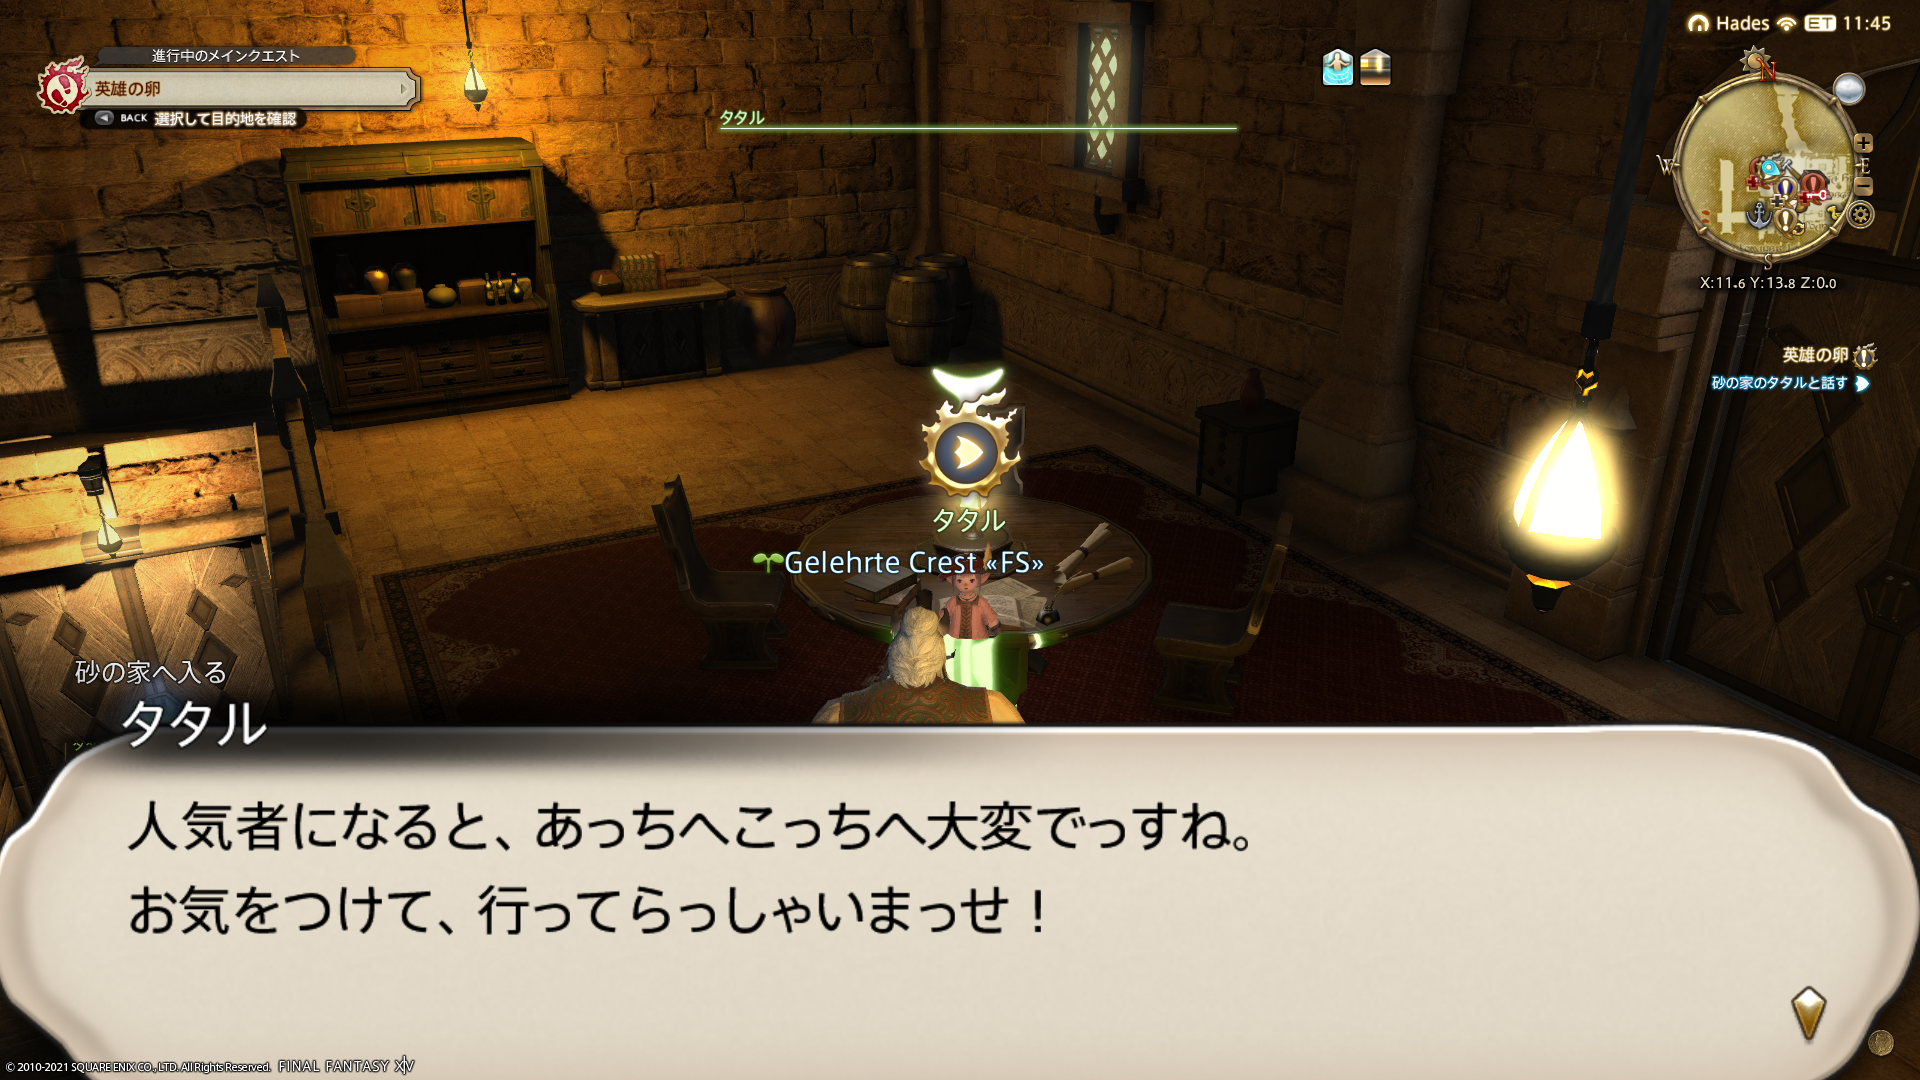 Hades ET 11:45
進行中のメインクエスト
英雄の卵
BACK 選択して目的地を確認
タタル
N
W
E
S
X:11.6 Y:13.8 Z:0.0
英雄の卵
砂の家のタタルと話す
タタル
Gelehrte Crest «FS»
砂の家へ入る
タタル
人気者になると、あっちへこっちへ大変でっすね。
お気をつけて、行ってらっしゃいまっせ！
© 2010-2021 SQUARE ENIX CO., LTD. All Rights Reserved. FINAL FANTASY XIV